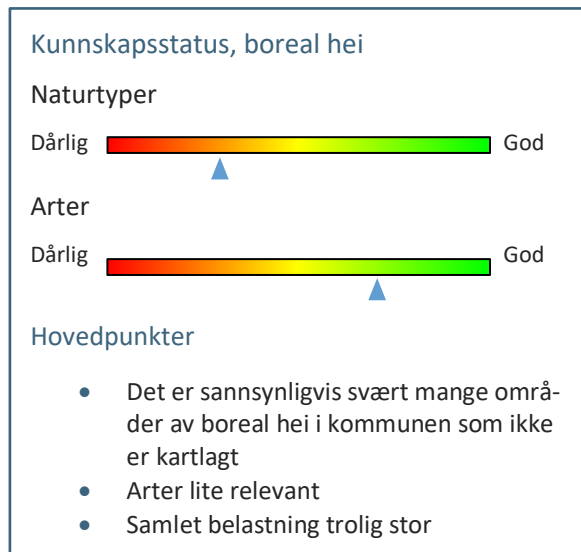 Kunnskapsstatus, boreal hei
Naturtyper
Dårlig God
Arter
Dårlig God
Hovedpunkter
• Det er sannsynligvis svært mange områ-
der av boreal hei i kommunen som ikke
er kartlagt
• Arter lite relevant
• Samlet belastning trolig stor